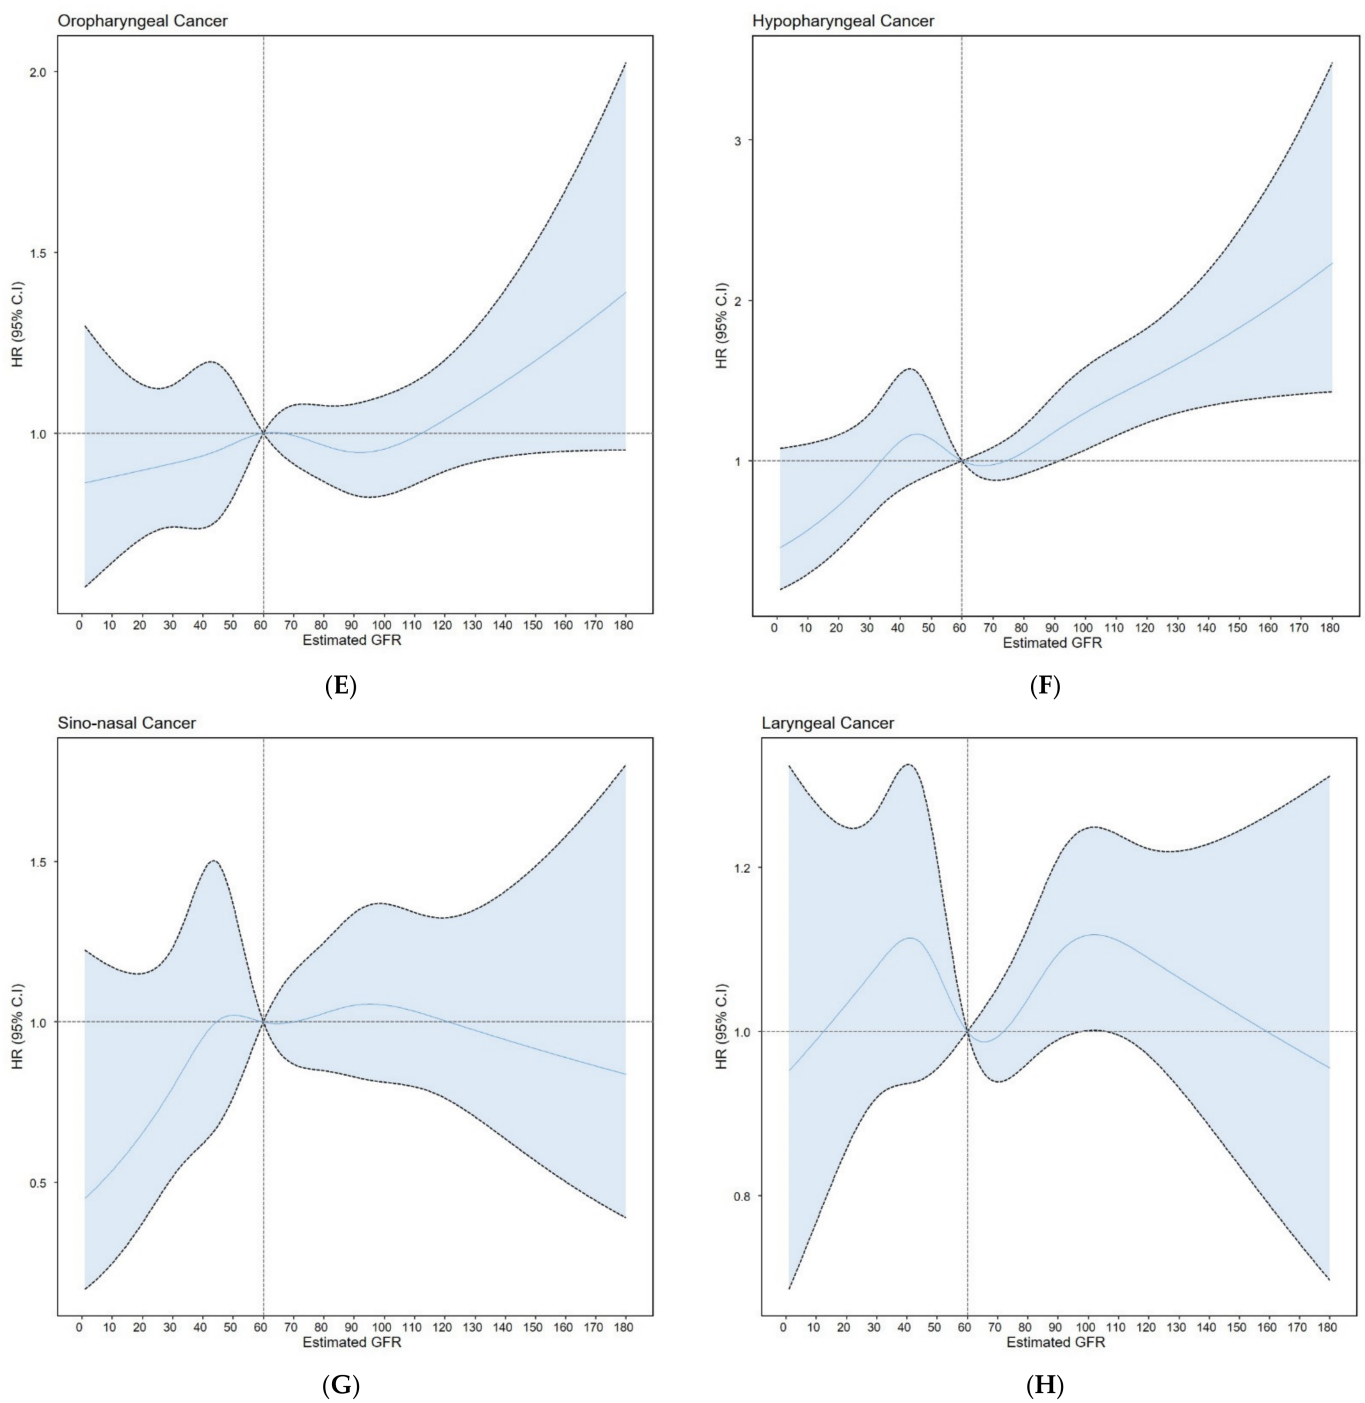 Oropharyngeal Cancer
HR (95% C.I)
2.0
1.5
1.0
0 10 20 30 40 50 60 70 80 90 100 110 120 130 140 150 160 170 180
Estimated GFR
(E)
Hypopharyngeal Cancer
HR (95% C.I)
3
2
1
0 10 20 30 40 50 60 70 80 90 100 110 120 130 140 150 160 170 180
Estimated GFR
(F)
Sino-nasal Cancer
HR (95% C.I)
1.5
1.0
0.5
0 10 20 30 40 50 60 70 80 90 100 110 120 130 140 150 160 170 180
Estimated GFR
(G)
Laryngeal Cancer
HR (95% C.I)
1.2
1.0
0.8
0 10 20 30 40 50 60 70 80 90 100 110 120 130 140 150 160 170 180
Estimated GFR
(H)